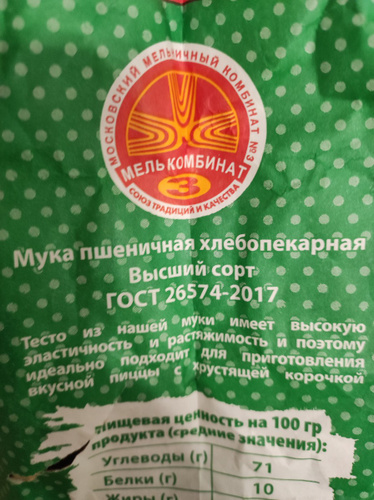 МОСКОВСКИЙ МЕЛЬНИЧНЫЙ КОМБИНАТ №3
МЕЛЬКОМБИНАТ
3
СОЮЗ ТРАДИЦИЙ И КАЧЕСТВА
Мука пшеничная хлебопекарная
Высший сорт
ГОСТ 26574-2017
Тесто из нашей муки имеет высокую
эластичность и растяжимость и поэтому
идеально подходит для приготовления
вкусной пиццы с хрустящей корочкой
Пищевая ценность на 100 гр
продукта (средние значения):
Углеводы (г) 71
Белки (г) 10
Жиры (г)